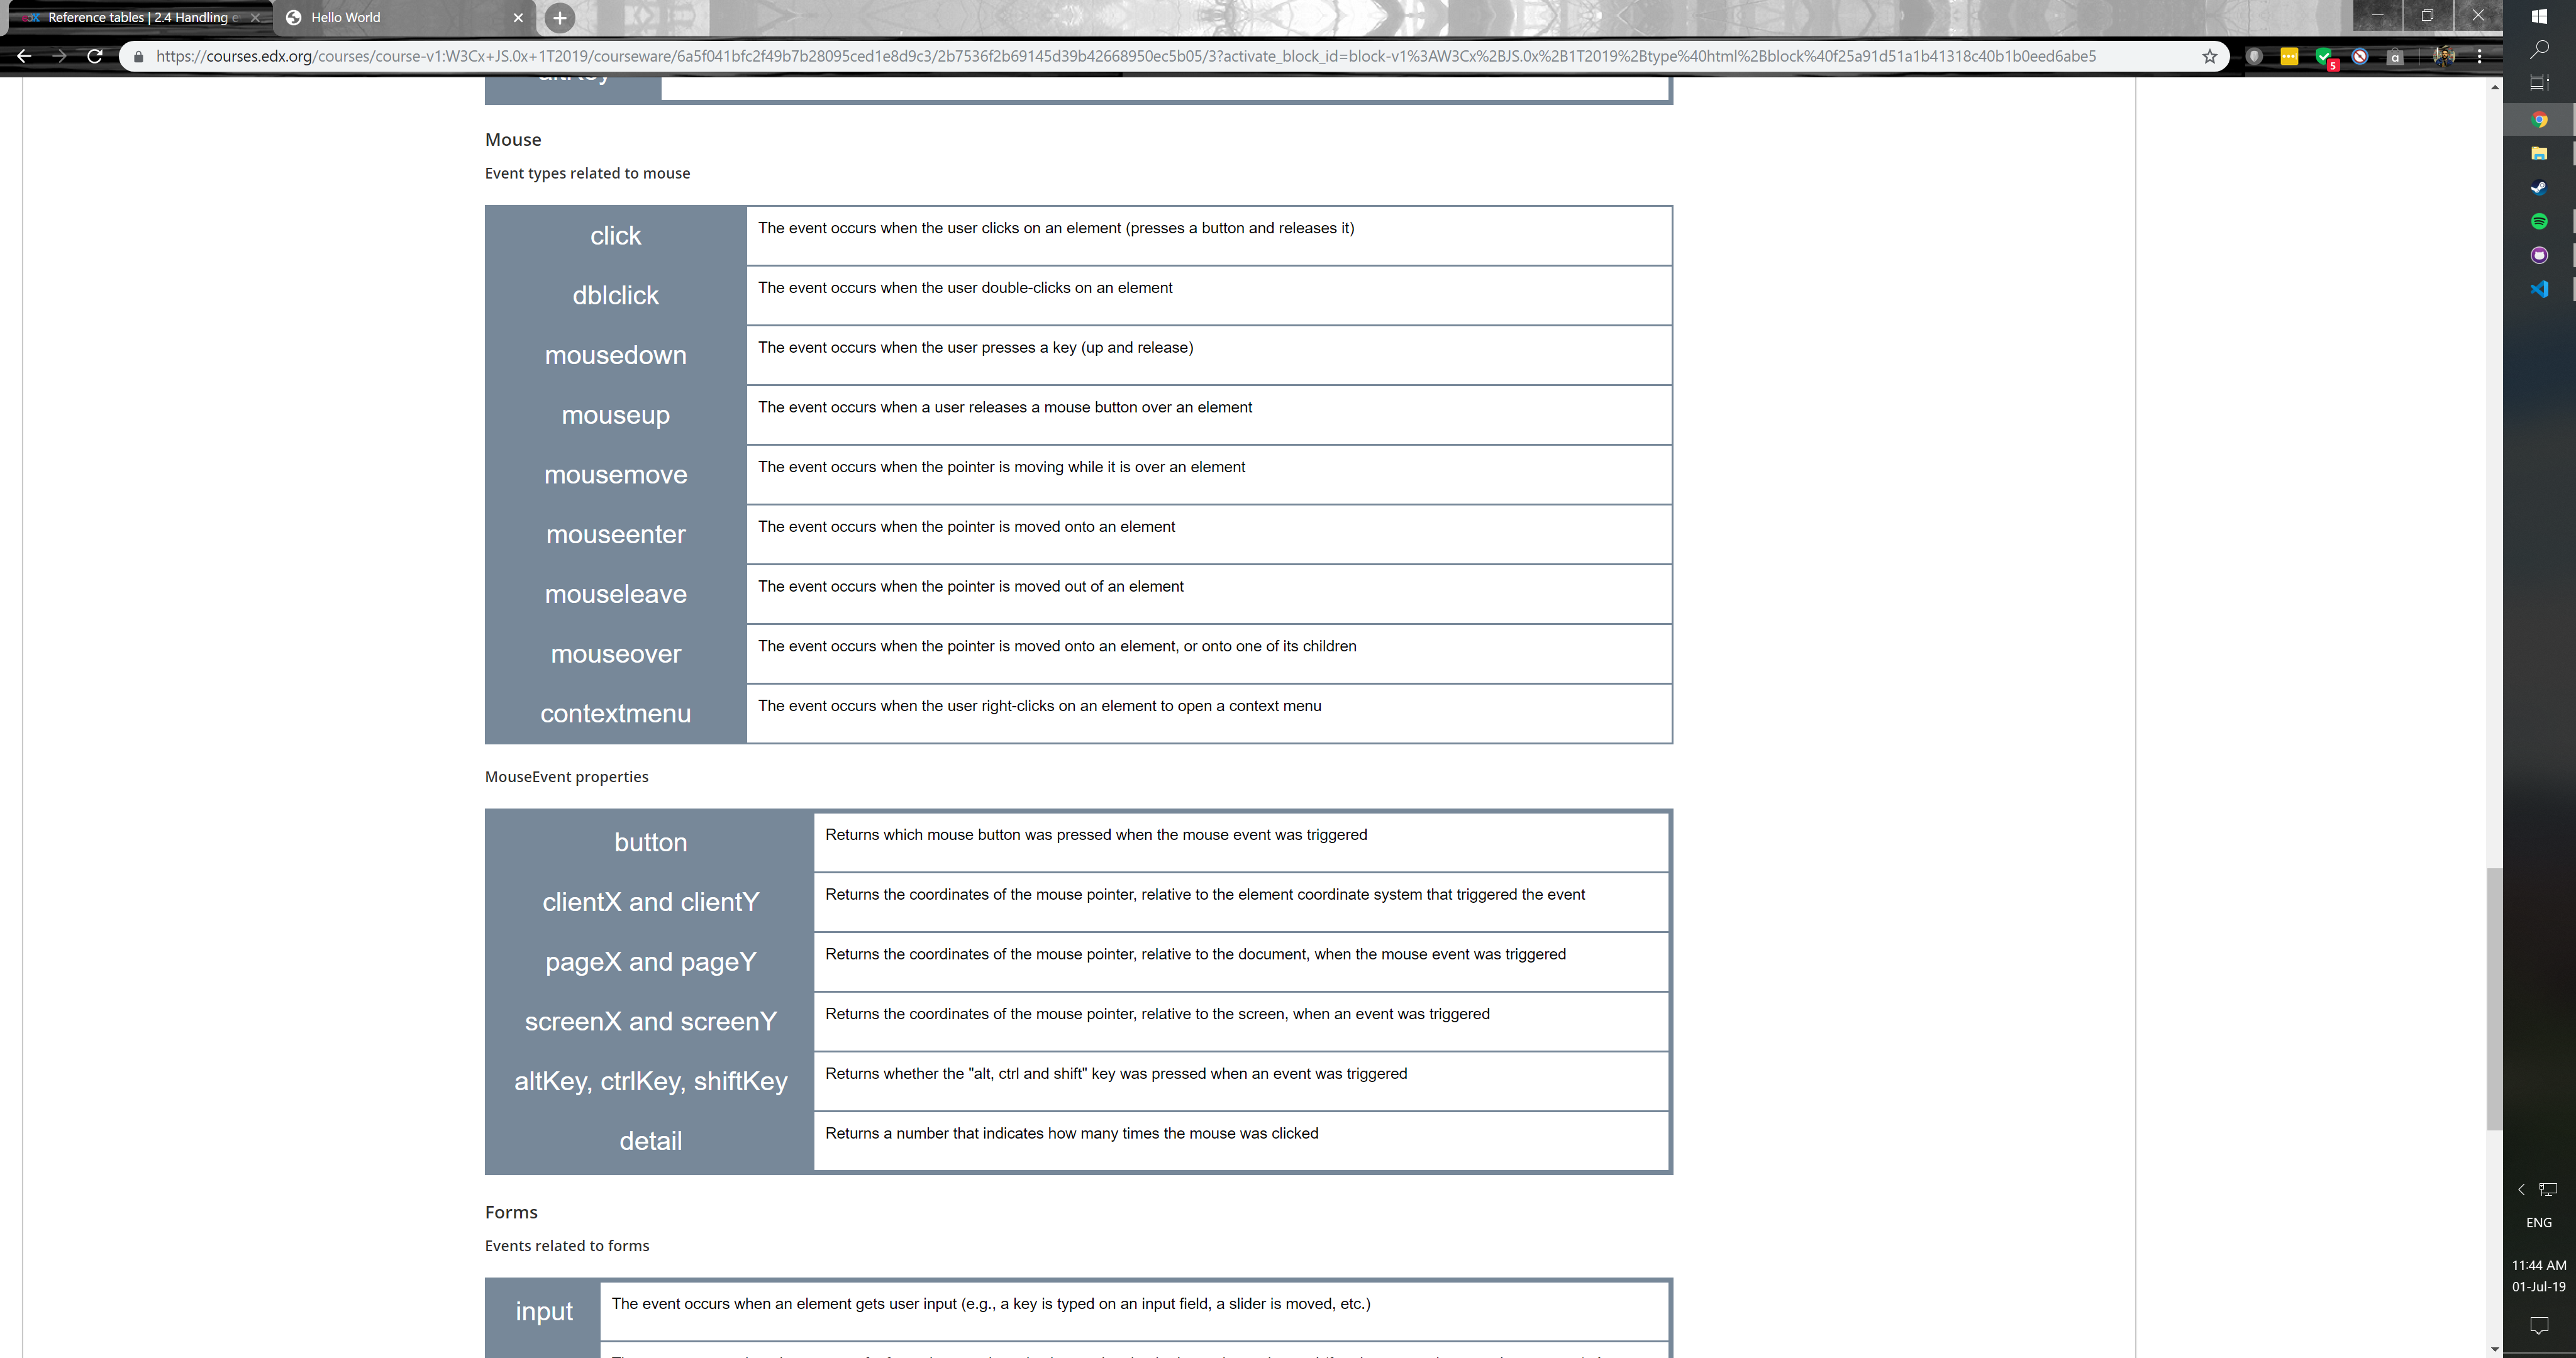 Reference tables | 2.4 Handling e
Hello World
https://courses.edx.org/courses/course-v1:W3Cx+JS.0x+1T2019/courseware/6a5f041bfc2f49b7b28095ced1e8d9c3/2b7536f2b69145d39b42668950ec5b05/3?activate_block_id=block-v1%3AW3Cx%2BJS.0x%2B1T2019%2Btype%40html%2Bblock%40f25a91d51a1b41318c40b1b0eed6abe5
5
Mouse
Event types related to mouse
click
The event occurs when the user clicks on an element (presses a button and releases it)
dblclick
The event occurs when the user double-clicks on an element
mousedown
The event occurs when the user presses a key (up and release)
mouseup
The event occurs when a user releases a mouse button over an element
mousemove
The event occurs when the pointer is moving while it is over an element
mouseenter
The event occurs when the pointer is moved onto an element
mouseleave
The event occurs when the pointer is moved out of an element
mouseover
The event occurs when the pointer is moved onto an element, or onto one of its children
contextmenu
The event occurs when the user right-clicks on an element to open a context menu
MouseEvent properties
button
Returns which mouse button was pressed when the mouse event was triggered
clientX and clientY
Returns the coordinates of the mouse pointer, relative to the element coordinate system that triggered the event
pageX and pageY
Returns the coordinates of the mouse pointer, relative to the document, when the mouse event was triggered
screenX and screenY
Returns the coordinates of the mouse pointer, relative to the screen, when an event was triggered
altKey, ctrlKey, shiftKey
Returns whether the "alt, ctrl and shift" key was pressed when an event was triggered
detail
Returns a number that indicates how many times the mouse was clicked
Forms
Events related to forms
input
The event occurs when an element gets user input (e.g., a key is typed on an input field, a slider is moved, etc.)
ENG
11:44 AM
01-Jul-19